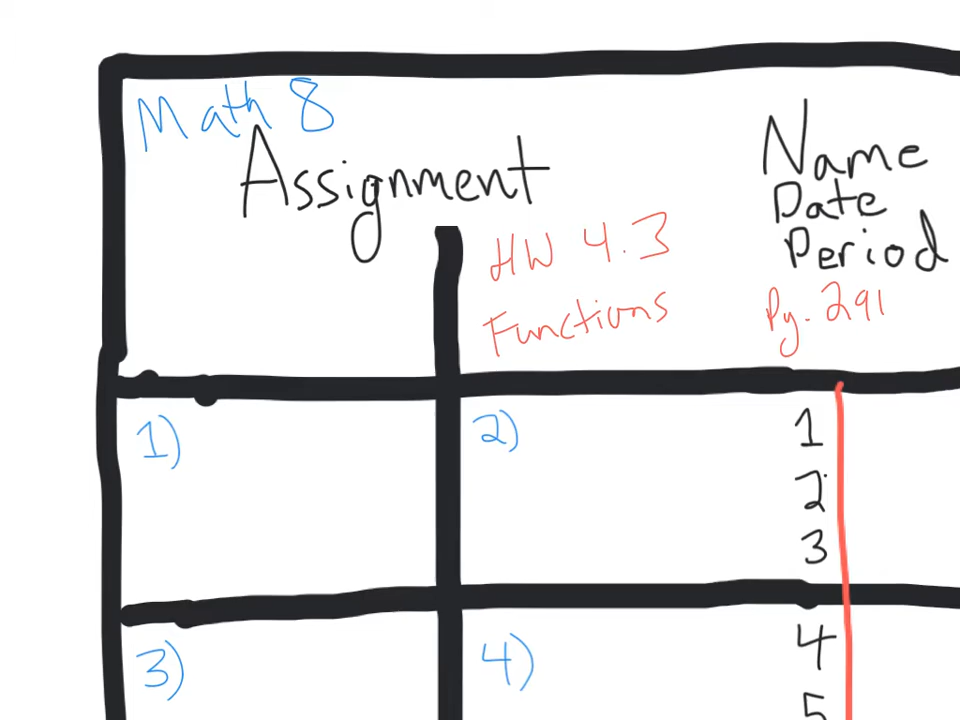 Math 8
Assignment
Name
Date
Period
HW 4.3
Functions
Pg. 291
1)
2)
1
2
3
3)
4)
4
5